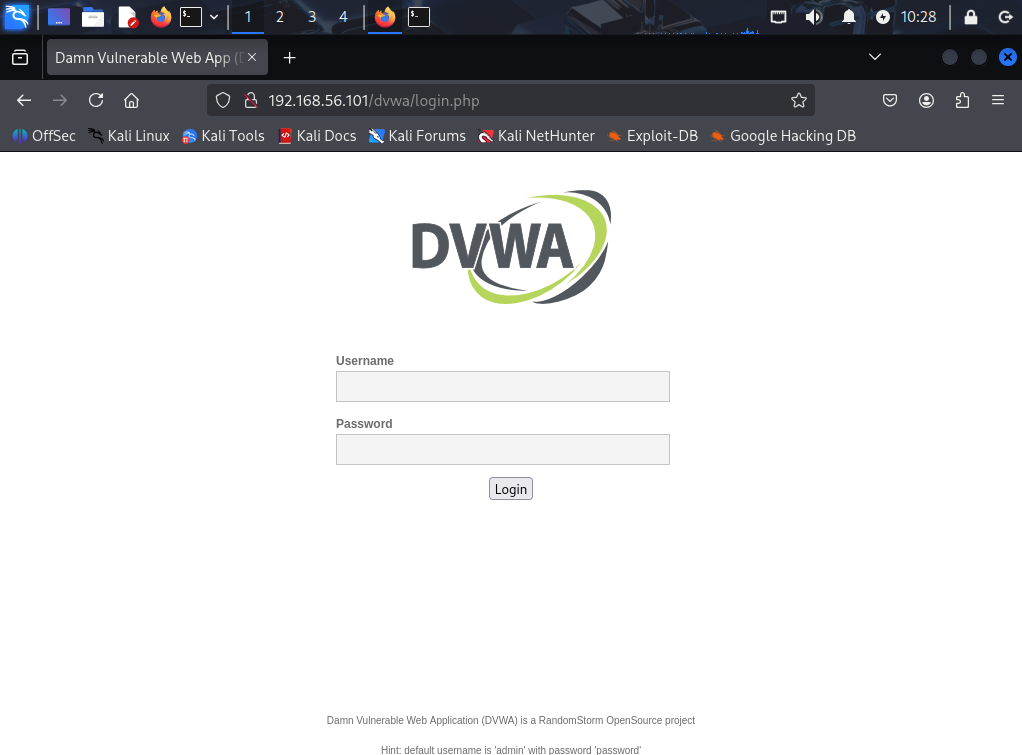 1 2 3 4 10:28
Damn Vulnerable Web App (D
192.168.56.101/dvwa/login.php
OffSec Kali Linux Kali Tools Kali Docs Kali Forums Kali NetHunter Exploit-DB Google Hacking DB
DVWA
Username
Password
Login
Damn Vulnerable Web Application (DVWA) is a RandomStorm OpenSource project
Hint: default username is 'admin' with password 'password'